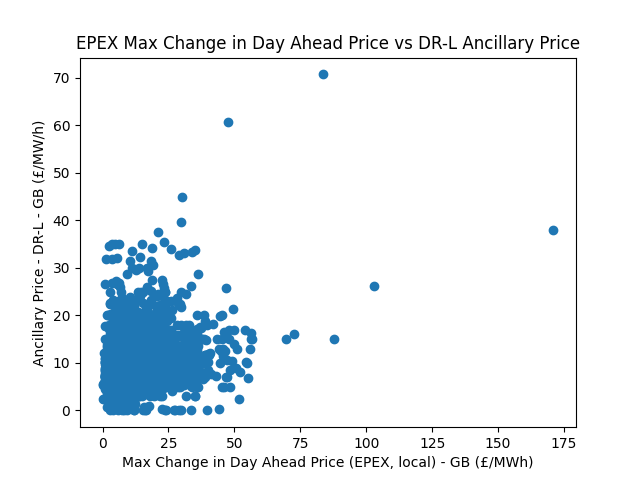 EPEX Max Change in Day Ahead Price vs DR-L Ancillary Price
70
60
50
40
30
20
10
0
Ancillary Price - DR-L - GB (£/MW/h)
0 25 50 75 100 125 150 175
Max Change in Day Ahead Price (EPEX, local) - GB (£/MWh)